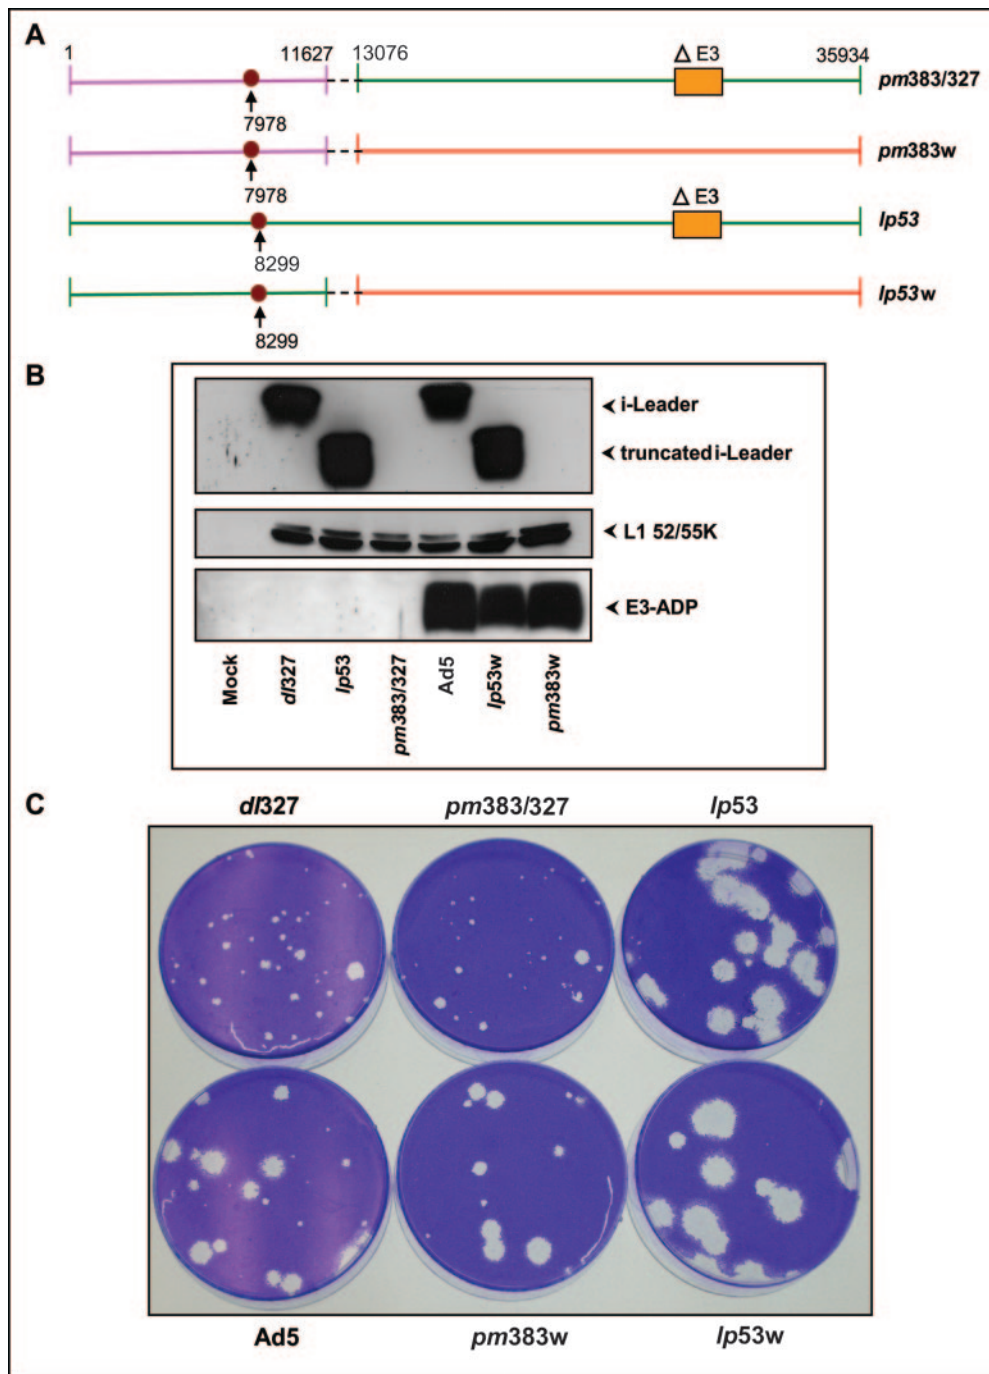 A
1 11627 13076 Δ E3 35934
pm383/327
7978
pm383w
7978
Δ E3
lp53
8299
lp53w
8299
B
i-Leader
truncated i-Leader
L1 52/55K
E3-ADP
Mock
dl327
lp53
pm383/327
Ad5
lp53w
pm383w
C
dl327 pm383/327 lp53
Ad5 pm383w lp53w